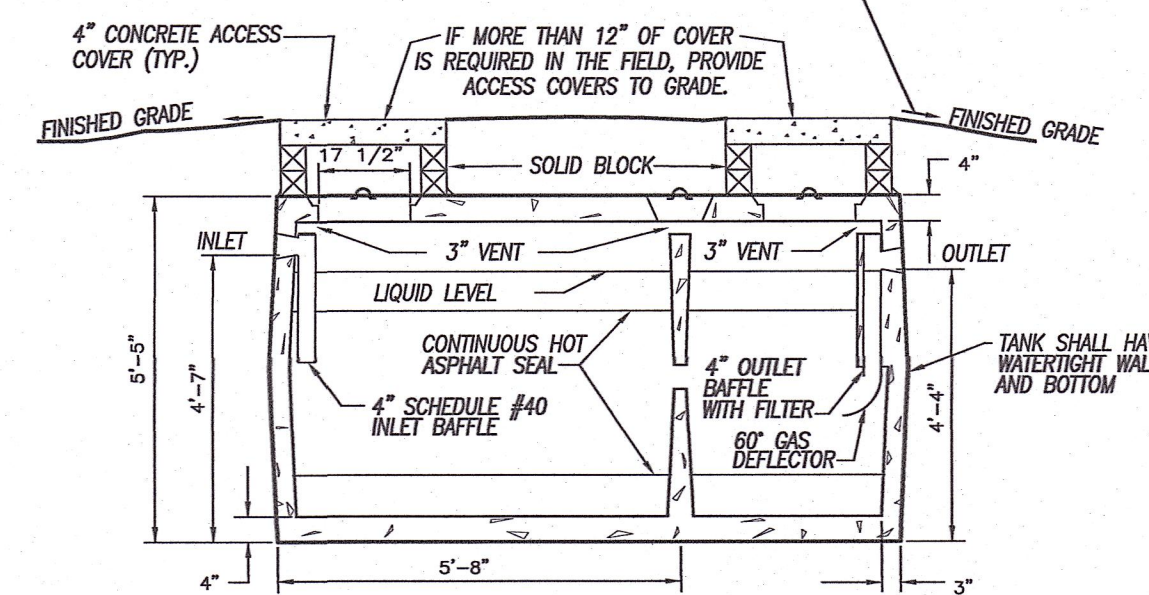 4" CONCRETE ACCESS
COVER (TYP.)
IF MORE THAN 12" OF COVER
IS REQUIRED IN THE FIELD, PROVIDE
ACCESS COVERS TO GRADE.
FINISHED GRADE
FINISHED GRADE
17 1/2"
SOLID BLOCK
4"
INLET
3" VENT
3" VENT
OUTLET
LIQUID LEVEL
CONTINUOUS HOT
ASPHALT SEAL
4" OUTLET
BAFFLE
WITH FILTER
TANK SHALL
WATERTIGHT
AND BOTTOM
5'-5"
4'-7"
4" SCHEDULE #40
INLET BAFFLE
60° GAS
DEFLECTOR
4'-4"
4"
5'-8"
3"